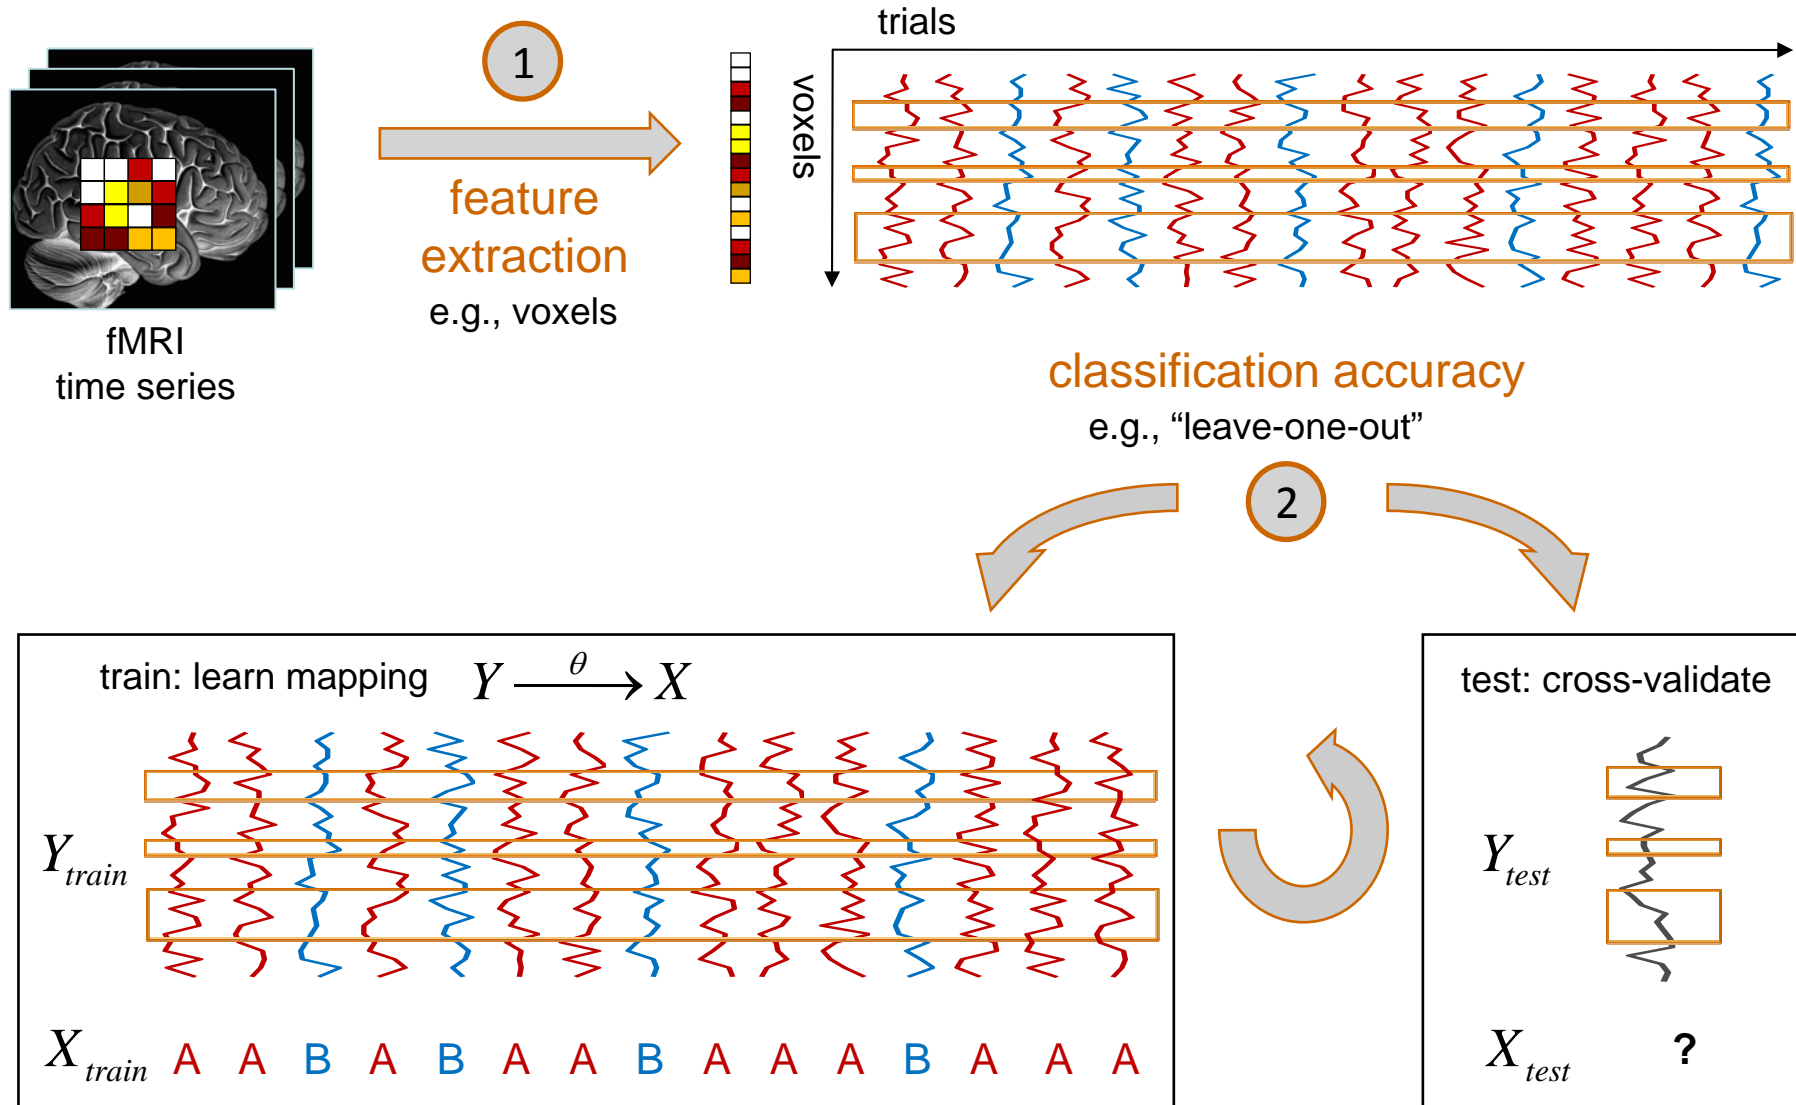 trials
1
voxels
feature
extraction
e.g., voxels
fMRI
time series
classification accuracy
e.g., “leave-one-out”
2
train: learn mapping Y θ X
test: cross-validate
Y train
Y test
X train A A B A B A A B A A A B A A A
X test ?